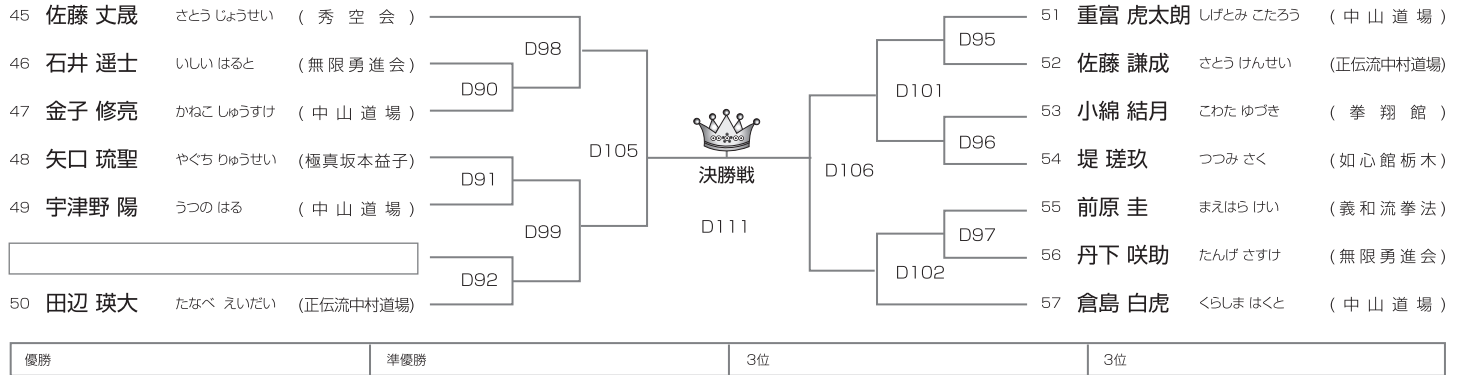 45 佐藤 丈晟 さとう じょうせい (秀空会)
D98
46 石井 遥士 いしい はると (無限勇進会)
D90
47 金子 修亮 かねこ しゅうすけ (中山道場)
D105
48 矢口 琉聖 やぐち りゅうせい (極真坂本益子)
D91
49 宇津野 陽 うつの はる (中山道場)
D99
D92
50 田辺 瑛大 たなべ えいだい (正伝流中村道場)
決勝戦
D111
51 重富 虎太朗 しげとみ こたろう (中山道場)
D95
52 佐藤 謙成 さとう けんせい (正伝流中村道場)
D101
53 小綿 結月 こわた ゆづき (拳翔館)
D96
54 堤 瑳玖 つつみ さく (如心館栃木)
D106
55 前原 圭 まえはら けい (義和流拳法)
D97
56 丹下 咲助 たんげ さすけ (無限勇進会)
D102
57 倉島 白虎 くらしま はくと (中山道場)
優勝 準優勝 3位 3位